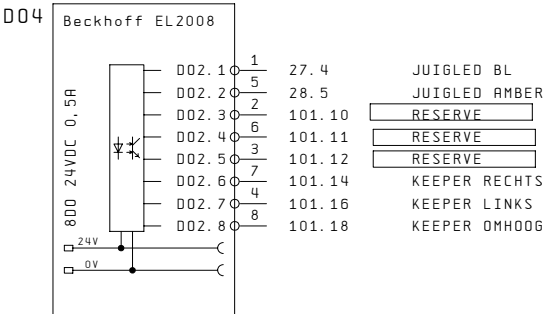 DO4
Beckhoff EL2008
8DO 24VDC 0,5A
DO2.1 1 27.4 JUIGLED BL
DO2.2 5 28.5 JUIGLED AMBER
DO2.3 2 101.10 RESERVE
DO2.4 6 101.11 RESERVE
DO2.5 3 101.12 RESERVE
DO2.6 7 101.14 KEEPER RECHTS
DO2.7 4 101.16 KEEPER LINKS
DO2.8 8 101.18 KEEPER OMHOOG
24V
0V